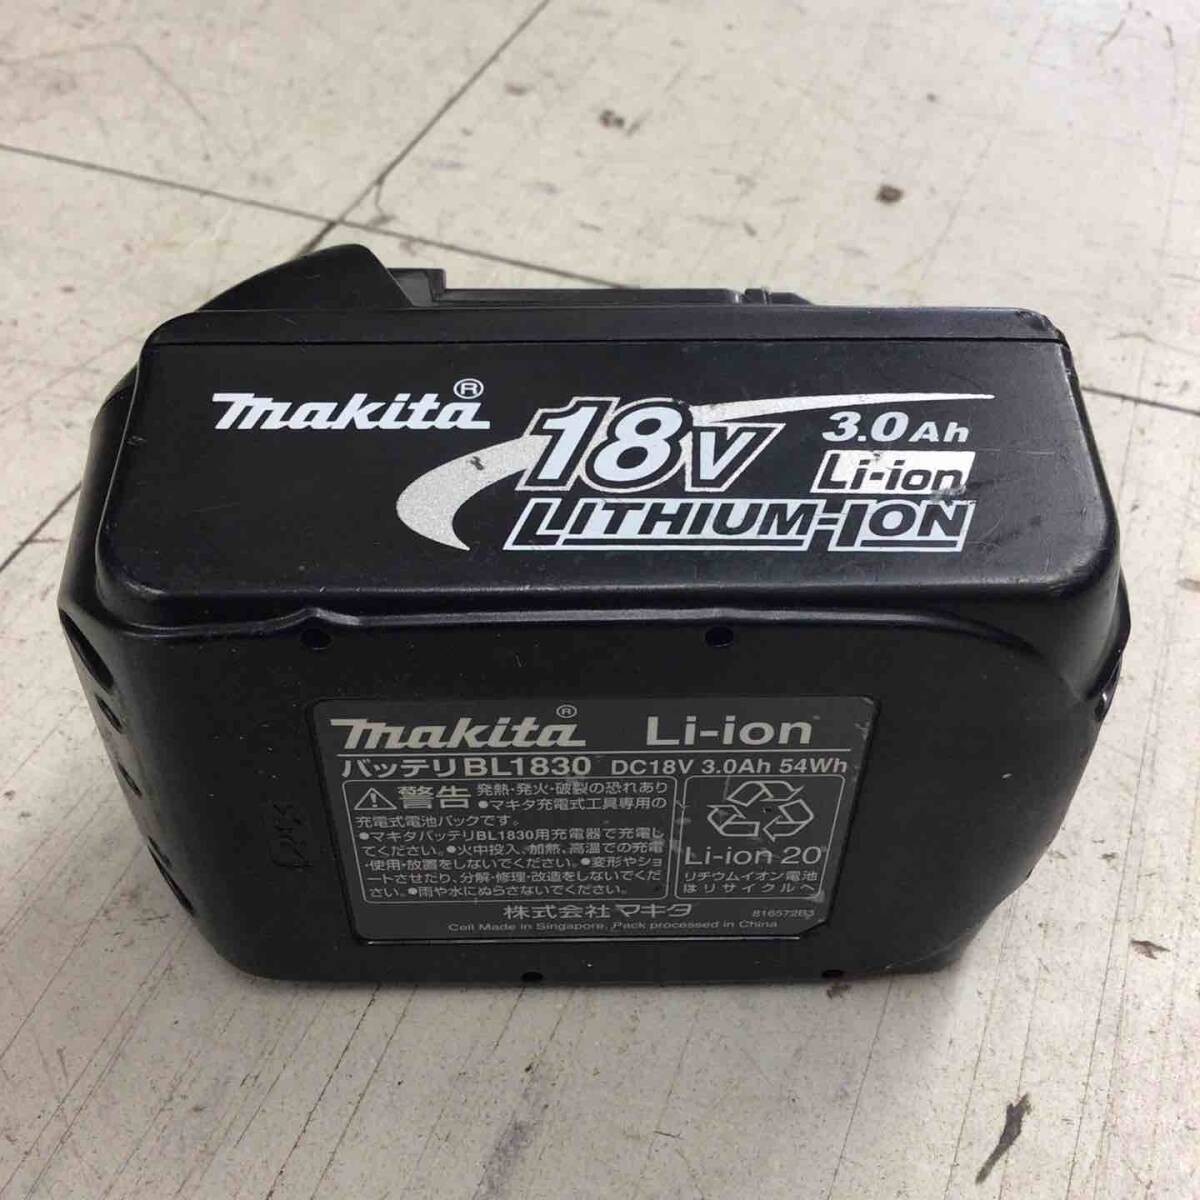 makita®
18V
3.0Ah
Li-ion
LITHIUM-ION
makita® Li-ion
バッテリBL1830 DC18V 3.0Ah 54Wh
警告 発熱・発火・破裂の恐れあり
●マキタ充電式工具専用の
充電式電池パックです。
●マキタバッテリBL1830用充電器で充電し
てください。●火中投入、加熱、高温での充電
・使用・放置をしないでください。●変形やショ
ートさせたり、分解・修理・改造をしないでくだ
さい。●雨や水にぬらさないでください。
Li-ion 20
リチウムイオン電池
はリサイクルへ
株式会社マキタ
816572B3
Cell Made in Singapore, Pack processed in China